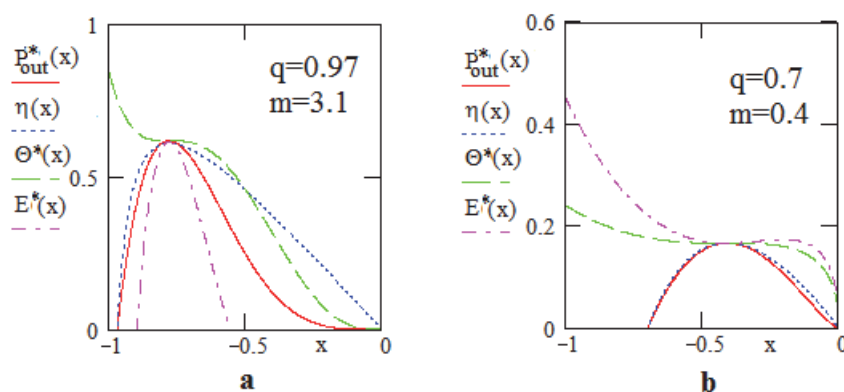 1
P*out(x)
η(x)
Θ*(x)
0.5
E*(x)
0
q=0.97
m=3.1
−1
−0.5
x
0
a
0.6
P*out(x)
η(x)
0.4
Θ*(x)
0.2
E*(x)
0
q=0.7
m=0.4
−1
−0.5
x
0
b